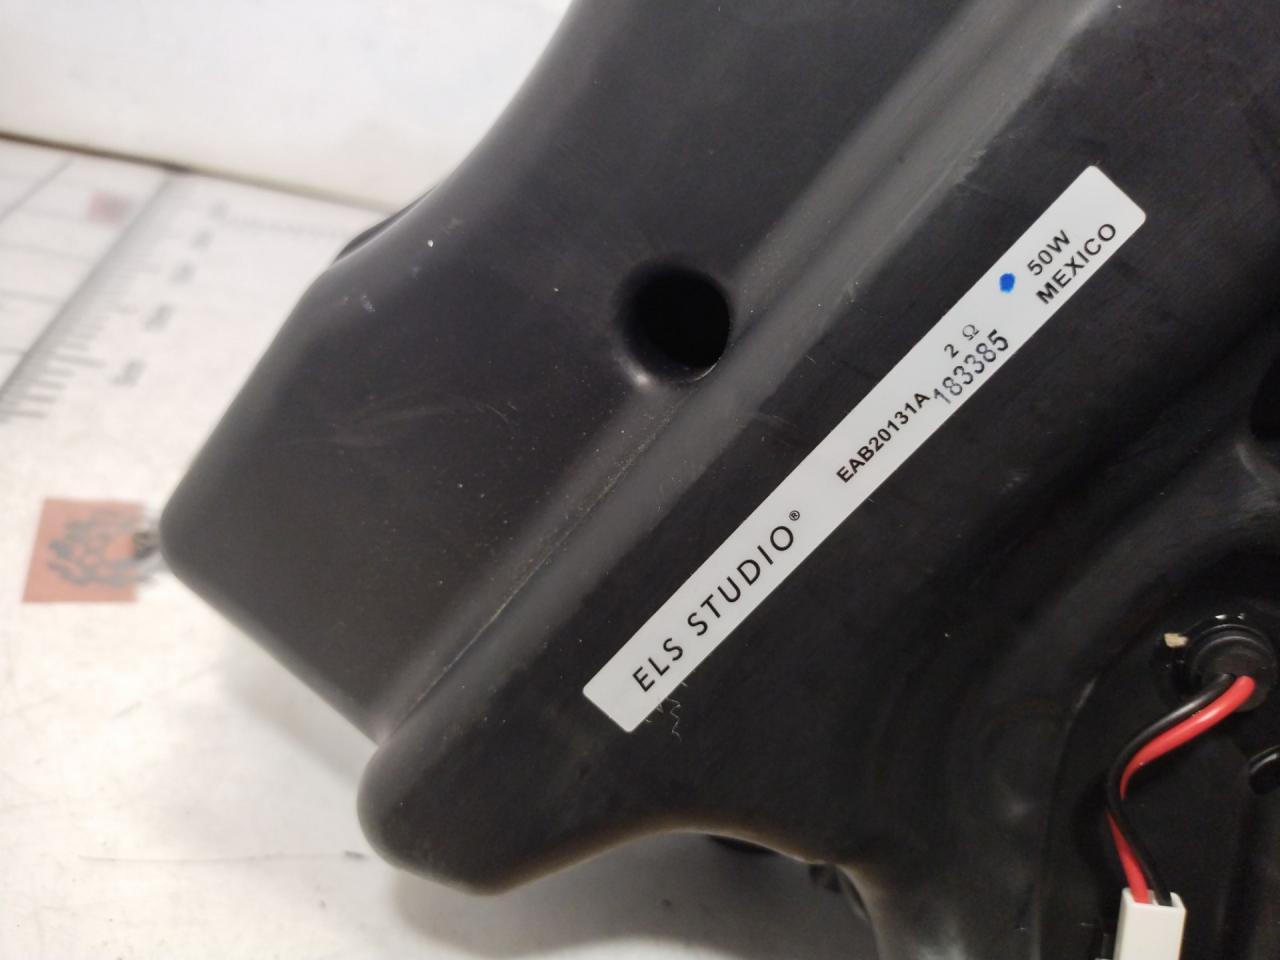 ELS STUDIO®
EAB20131A
2 Ω
183385
50W
MEXICO